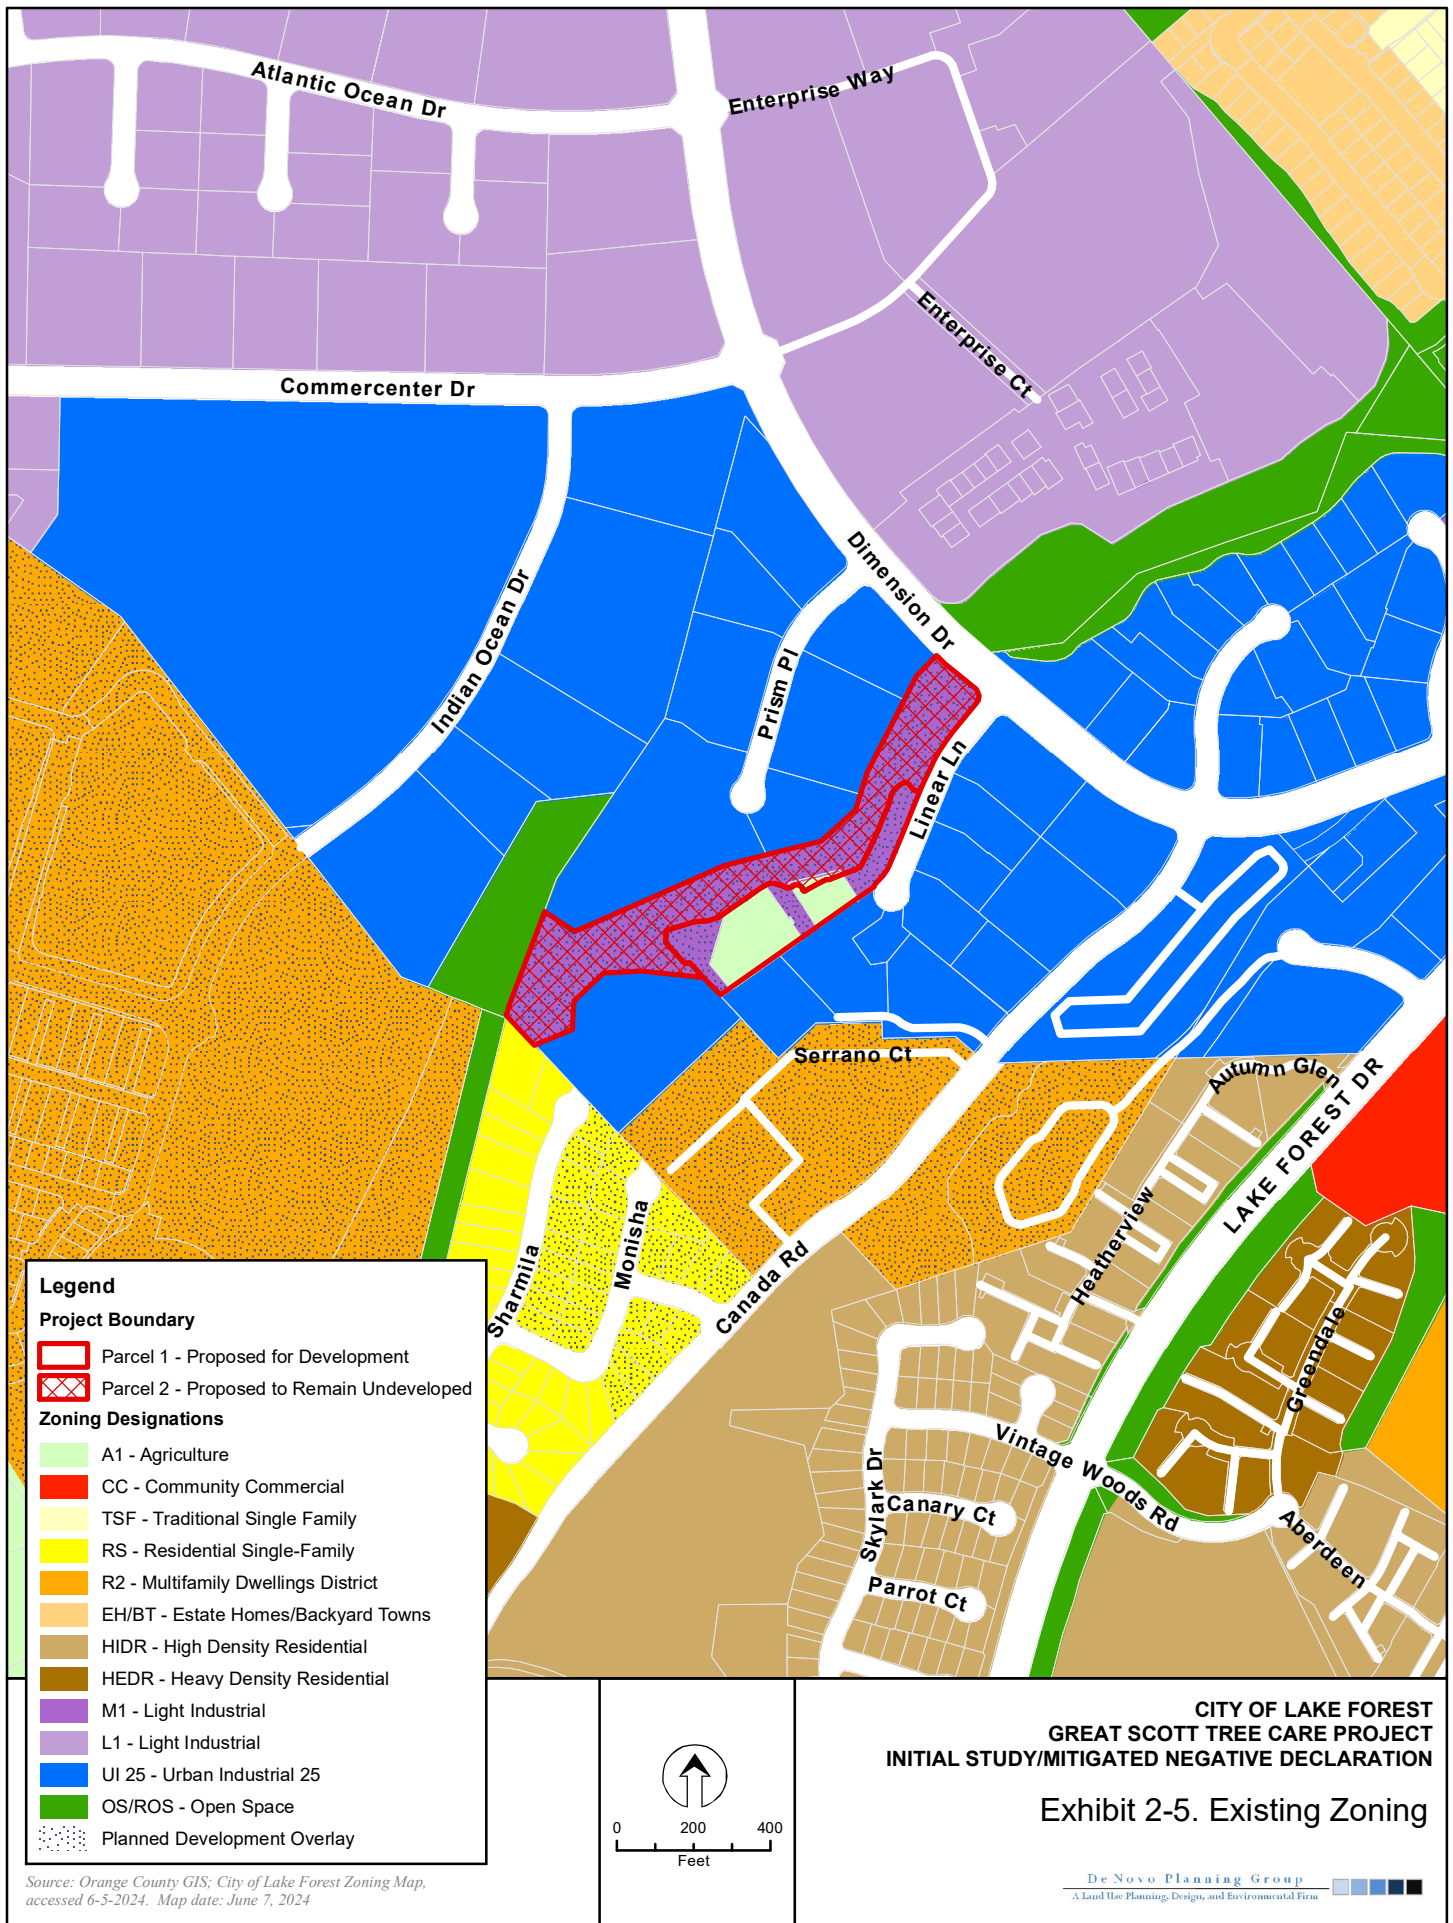 Atlantic Ocean Dr
Enterprise Way
Enterprise Ct
Commercenter Dr
Dimension Dr
Indian Ocean Dr
Prism Pl
Linear Ln
Serrano Ct
Autumn Glen
LAKE FOREST DR
Heatherview
Monisha
Sharmila
Canada Rd
Greendale
Vintage Woods Rd
Skylark Dr
Canary Ct
Aberdeen
Parrot Ct
Legend
Project Boundary
Parcel 1 - Proposed for Development
Parcel 2 - Proposed to Remain Undeveloped
Zoning Designations
A1 - Agriculture
CC - Community Commercial
TSF - Traditional Single Family
RS - Residential Single-Family
R2 - Multifamily Dwellings District
EH/BT - Estate Homes/Backyard Towns
HIDR - High Density Residential
HEDR - Heavy Density Residential
M1 - Light Industrial
L1 - Light Industrial
UI 25 - Urban Industrial 25
OS/ROS - Open Space
Planned Development Overlay
Source: Orange County GIS; City of Lake Forest Zoning Map,
accessed 6-5-2024. Map date: June 7, 2024
0 200 400
Feet
CITY OF LAKE FOREST
GREAT SCOTT TREE CARE PROJECT
INITIAL STUDY/MITIGATED NEGATIVE DECLARATION
Exhibit 2-5. Existing Zoning
De Novo Planning Group
A Land Use Planning, Design, and Environmental Firm